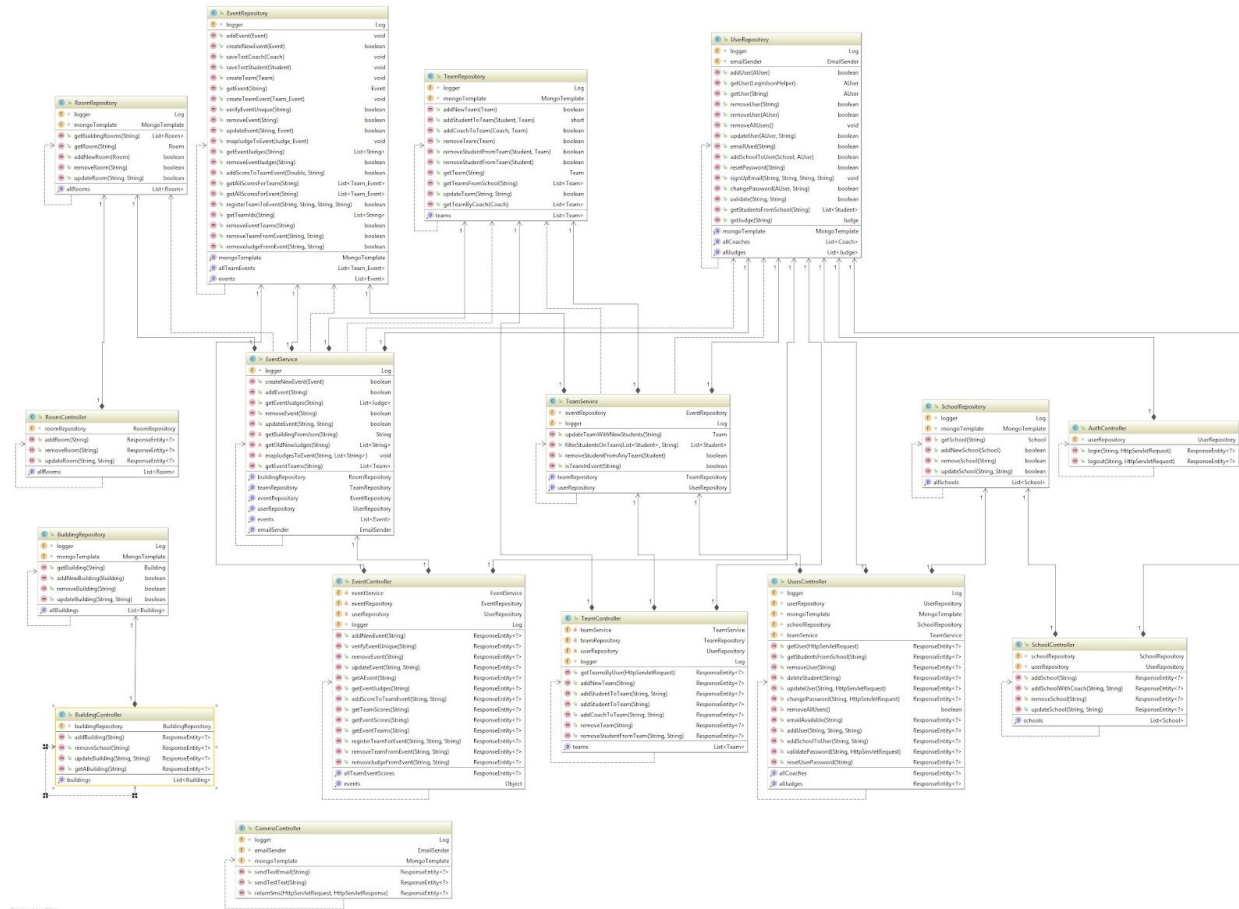 EventRepository
logger Log
addEvent(Event) void
createNewEvent(Event) boolean
saveTestCoach(Coach) void
saveTestStudent(Student) void
createTeam(Team) void
getEvent(String) Event
createTeamEvent(Team_Event) void
verifyEventUnique(String) boolean
removeEvent(String) boolean
updateEvent(String, Event) boolean
mapJudgeToEvent(Judge_Event) void
getEventJudges(String) List<String>
removeEventJudges(String) boolean
addScoreToTeamEvent(Double, String) boolean
getAllScoresForTeam(String) List<Team_Event>
getAllScoresForEvent(String) List<Team_Event>
registerTeamToEvent(String, String, String, String) boolean
getTeamIds(String) List<String>
removeEventTeams(String) boolean
removeTeamFromEvent(String, String) boolean
removeJudgeFromEvent(String, String) boolean
mongoTemplate MongoTemplate
allTeamEvents List<Team_Event>
events List<Event>
UserRepository
logger Log
emailSender EmailSender
addUser(AUser) boolean
getUser(LoginJsonHelper) AUser
getUser(String) AUser
removeUser(String) boolean
removeAllUsers() void
updateUser(AUser, String) boolean
emailUsed(String) boolean
addSchoolToUser(School, AUser) boolean
resetPassword(String) boolean
signUpEmail(String, String, String, String) void
changePassword(AUser, String) boolean
validate(String, String) boolean
getStudentsFromSchool(String) List<Student>
getJudge(String) Judge
mongoTemplate MongoTemplate
allCoaches List<Coach>
allJudges List<Judge>
TeamRepository
logger Log
mongoTemplate MongoTemplate
addNewTeam(Team) boolean
addStudentToTeam(Student, Team) short
addCoachToTeam(Coach, Team) boolean
removeTeam(Team) boolean
removeStudentFromTeam(Student, Team) boolean
removeStudentFromTeam(Student) boolean
getTeam(String) Team
getTeamsFromSchool(String) List<Team>
updateTeam(String, String) boolean
getTeamByCoach(Coach) List<Team>
teams List<Team>
RoomRepository
logger Log
mongoTemplate MongoTemplate
getBuildingRooms(String) List<Room>
getRoom(String) Room
addNewRoom(Room) boolean
removeRoom(String) boolean
updateRoom(String, String) boolean
allRooms List<Room>
EventService
logger Log
createNewEvent(Event) boolean
addEvent(String) boolean
getEventJudges(String) List<Judge>
removeEvent(String) boolean
updateEvent(String, String) boolean
getBuildingFromJson(String) String
getOldNewJudges(String) List<String>
mapJudgesToEvent(String, List<String>) void
getEventTeams(String) List<Team>
buildingRepository RoomRepository
teamRepository TeamRepository
eventRepository EventRepository
userRepository UserRepository
events List<Event>
emailSender EmailSender
TeamService
eventRepository EventRepository
logger Log
updateTeamWithNewStudents(String) Team
filterStudentsOnTeam(List<Student>, String) List<Student>
removeStudentFromAnyTeam(Student) boolean
isTeamInEvent(String) boolean
teamRepository TeamRepository
userRepository UserRepository
SchoolRepository
logger Log
mongoTemplate MongoTemplate
getSchool(String) School
addNewSchool(School) boolean
removeSchool(String) boolean
updateSchool(String, String) boolean
allSchools List<School>
AuthController
userRepository UserRepository
login(String, HttpServletRequest) ResponseEntity<?>
logout(String, HttpServletRequest) ResponseEntity<?>
RoomController
roomRepository RoomRepository
addRoom(String) ResponseEntity<?>
removeRoom(String) ResponseEntity<?>
updateRoom(String, String) ResponseEntity<?>
allRooms List<Room>
BuildingRepository
logger Log
mongoTemplate MongoTemplate
getBuilding(String) Building
addNewBuilding(Building) boolean
removeBuilding(String) boolean
updateBuilding(String, String) boolean
allBuildings List<Building>
EventController
eventService EventService
eventRepository EventRepository
userRepository UserRepository
logger Log
addNewEvent(String) ResponseEntity<?>
verifyEventUnique(String) ResponseEntity<?>
removeEvent(String) ResponseEntity<?>
updateEvent(String, String) ResponseEntity<?>
getAEvent(String) ResponseEntity<?>
getEventJudges(String) ResponseEntity<?>
addScoreToTeamEvent(String, String) ResponseEntity<?>
getTeamScores(String) ResponseEntity<?>
getEventScores(String) ResponseEntity<?>
getEventTeams(String) ResponseEntity<?>
registerTeamForEvent(String, String, String) ResponseEntity<?>
removeTeamFromEvent(String, String) ResponseEntity<?>
removeJudgeFromEvent(String, String) ResponseEntity<?>
allTeamEventScores ResponseEntity<?>
events Object
TeamController
teamService TeamService
teamRepository TeamRepository
userRepository UserRepository
logger Log
getTeamsByUser(HttpServletRequest) ResponseEntity<?>
addNewTeam(String) ResponseEntity<?>
addStudentToTeam(String, String) ResponseEntity<?>
addStudentToTeam(String) ResponseEntity<?>
addCoachToTeam(String, String) ResponseEntity<?>
removeTeam(String) ResponseEntity<?>
removeStudentFromTeam(String, String) ResponseEntity<?>
teams List<Team>
UsersController
logger Log
userRepository UserRepository
mongoTemplate MongoTemplate
schoolRepository SchoolRepository
teamService TeamService
getUser(HttpServletRequest) ResponseEntity<?>
getStudentsFromSchool(String) ResponseEntity<?>
removeUser(String) ResponseEntity<?>
deleteStudent(String) ResponseEntity<?>
updateUser(String, HttpServletRequest) ResponseEntity<?>
changePassword(String, HttpServletRequest) ResponseEntity<?>
removeAllUsers() boolean
emailAvailable(String) ResponseEntity<?>
addUser(String, String, String) ResponseEntity<?>
addSchoolToUser(String, String) ResponseEntity<?>
validatePassword(String, HttpServletRequest) ResponseEntity<?>
resetUserPassword(String) ResponseEntity<?>
allCoaches ResponseEntity<?>
allJudges ResponseEntity<?>
SchoolController
schoolRepository SchoolRepository
userRepository UserRepository
addSchool(String) ResponseEntity<?>
addSchoolWithCoach(String, String) ResponseEntity<?>
removeSchool(String) ResponseEntity<?>
updateSchool(String, String) ResponseEntity<?>
schools List<School>
BuildingController
buildingRepository BuildingRepository
addBuilding(String) ResponseEntity<?>
removeSchool(String) ResponseEntity<?>
updateBuilding(String, String) ResponseEntity<?>
getABuilding(String) ResponseEntity<?>
buildings List<Building>
CommsController
logger Log
emailSender EmailSender
mongoTemplate MongoTemplate
sendTestEmail(String) ResponseEntity<?>
sendTestText(String) ResponseEntity<?>
returnSms(HttpServletRequest, HttpServletResponse) ResponseEntity<?>